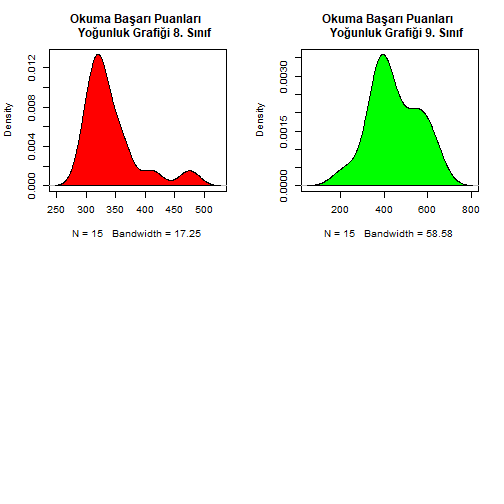 Okuma Başarı Puanları
Yoğunluk Grafiği 8. Sınıf
Density
0.000
0.004
0.008
0.012
250 300 350 400 450 500
N = 15 Bandwidth = 17.25
Okuma Başarı Puanları
Yoğunluk Grafiği 9. Sınıf
Density
0.0000
0.0015
0.0030
200 400 600 800
N = 15 Bandwidth = 58.58